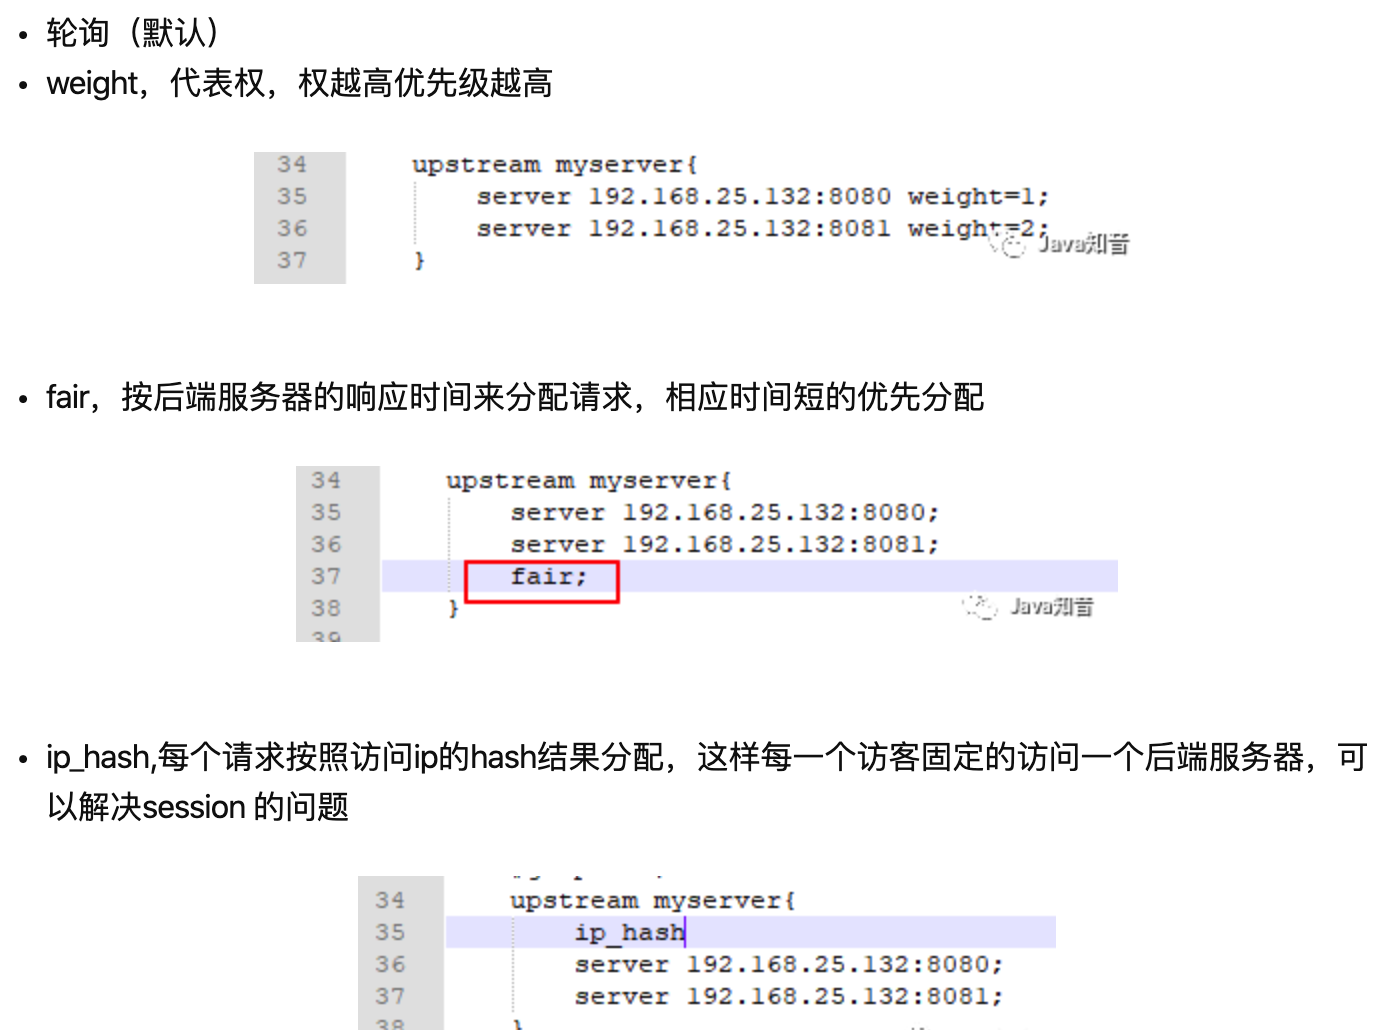 轮询（默认）
weight，代表权，权越高优先级越高
34 upstream myserver{
35 server 192.168.25.132:8080 weight=1;
36 server 192.168.25.132:8081 weight=2;
Java知音
37 }
fair，按后端服务器的响应时间来分配请求，相应时间短的优先分配
34 upstream myserver{
35 server 192.168.25.132:8080;
36 server 192.168.25.132:8081;
37 fair;
38 }
Java知音
39
ip_hash,每个请求按照访问ip的hash结果分配，这样每一个访客固定的访问一个后端服务器，可
以解决session 的问题
34 upstream myserver{
35 ip_hash
36 server 192.168.25.132:8080;
37 server 192.168.25.132:8081;
38 }